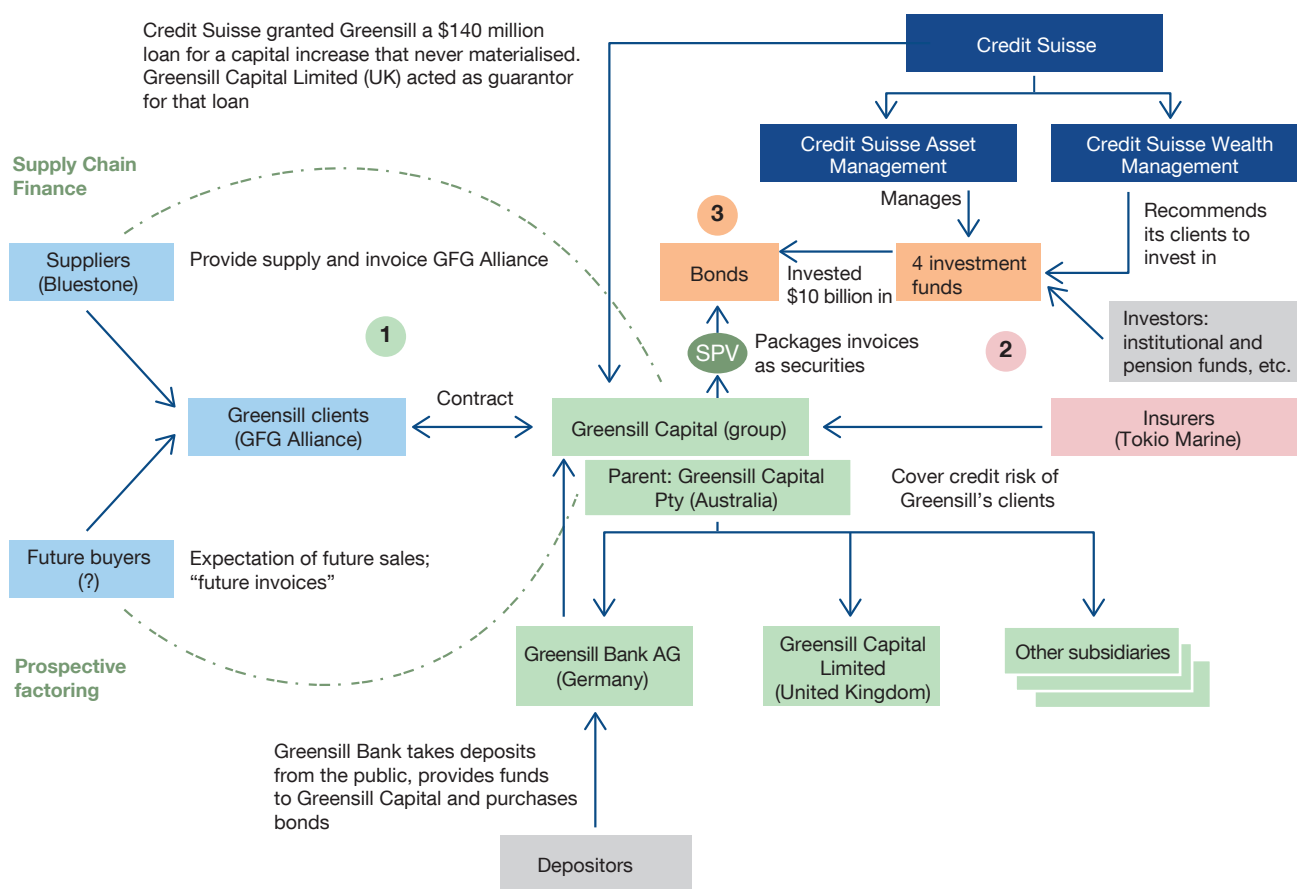 Credit Suisse granted Greensill a $140 million
loan for a capital increase that never materialised.
Greensill Capital Limited (UK) acted as guarantor
for that loan
Credit Suisse
Credit Suisse Asset
Management
Credit Suisse Wealth
Management
Supply Chain
Finance
Manages
Recommends
its clients to
invest in
3
Suppliers
(Bluestone)
Provide supply and invoice GFG Alliance
Bonds
Invested
$10 billion in
4 investment
funds
Investors:
institutional and
pension funds, etc.
1
SPV
Packages invoices
as securities
2
Greensill clients
(GFG Alliance)
Contract
Greensill Capital (group)
Insurers
(Tokio Marine)
Parent: Greensill Capital
Pty (Australia)
Cover credit risk of
Greensill’s clients
Future buyers
(?)
Expectation of future sales;
“future invoices”
Prospective
factoring
Greensill Bank AG
(Germany)
Greensill Capital
Limited
(United Kingdom)
Other subsidiaries
Greensill Bank takes deposits
from the public, provides funds
to Greensill Capital and purchases
bonds
Depositors